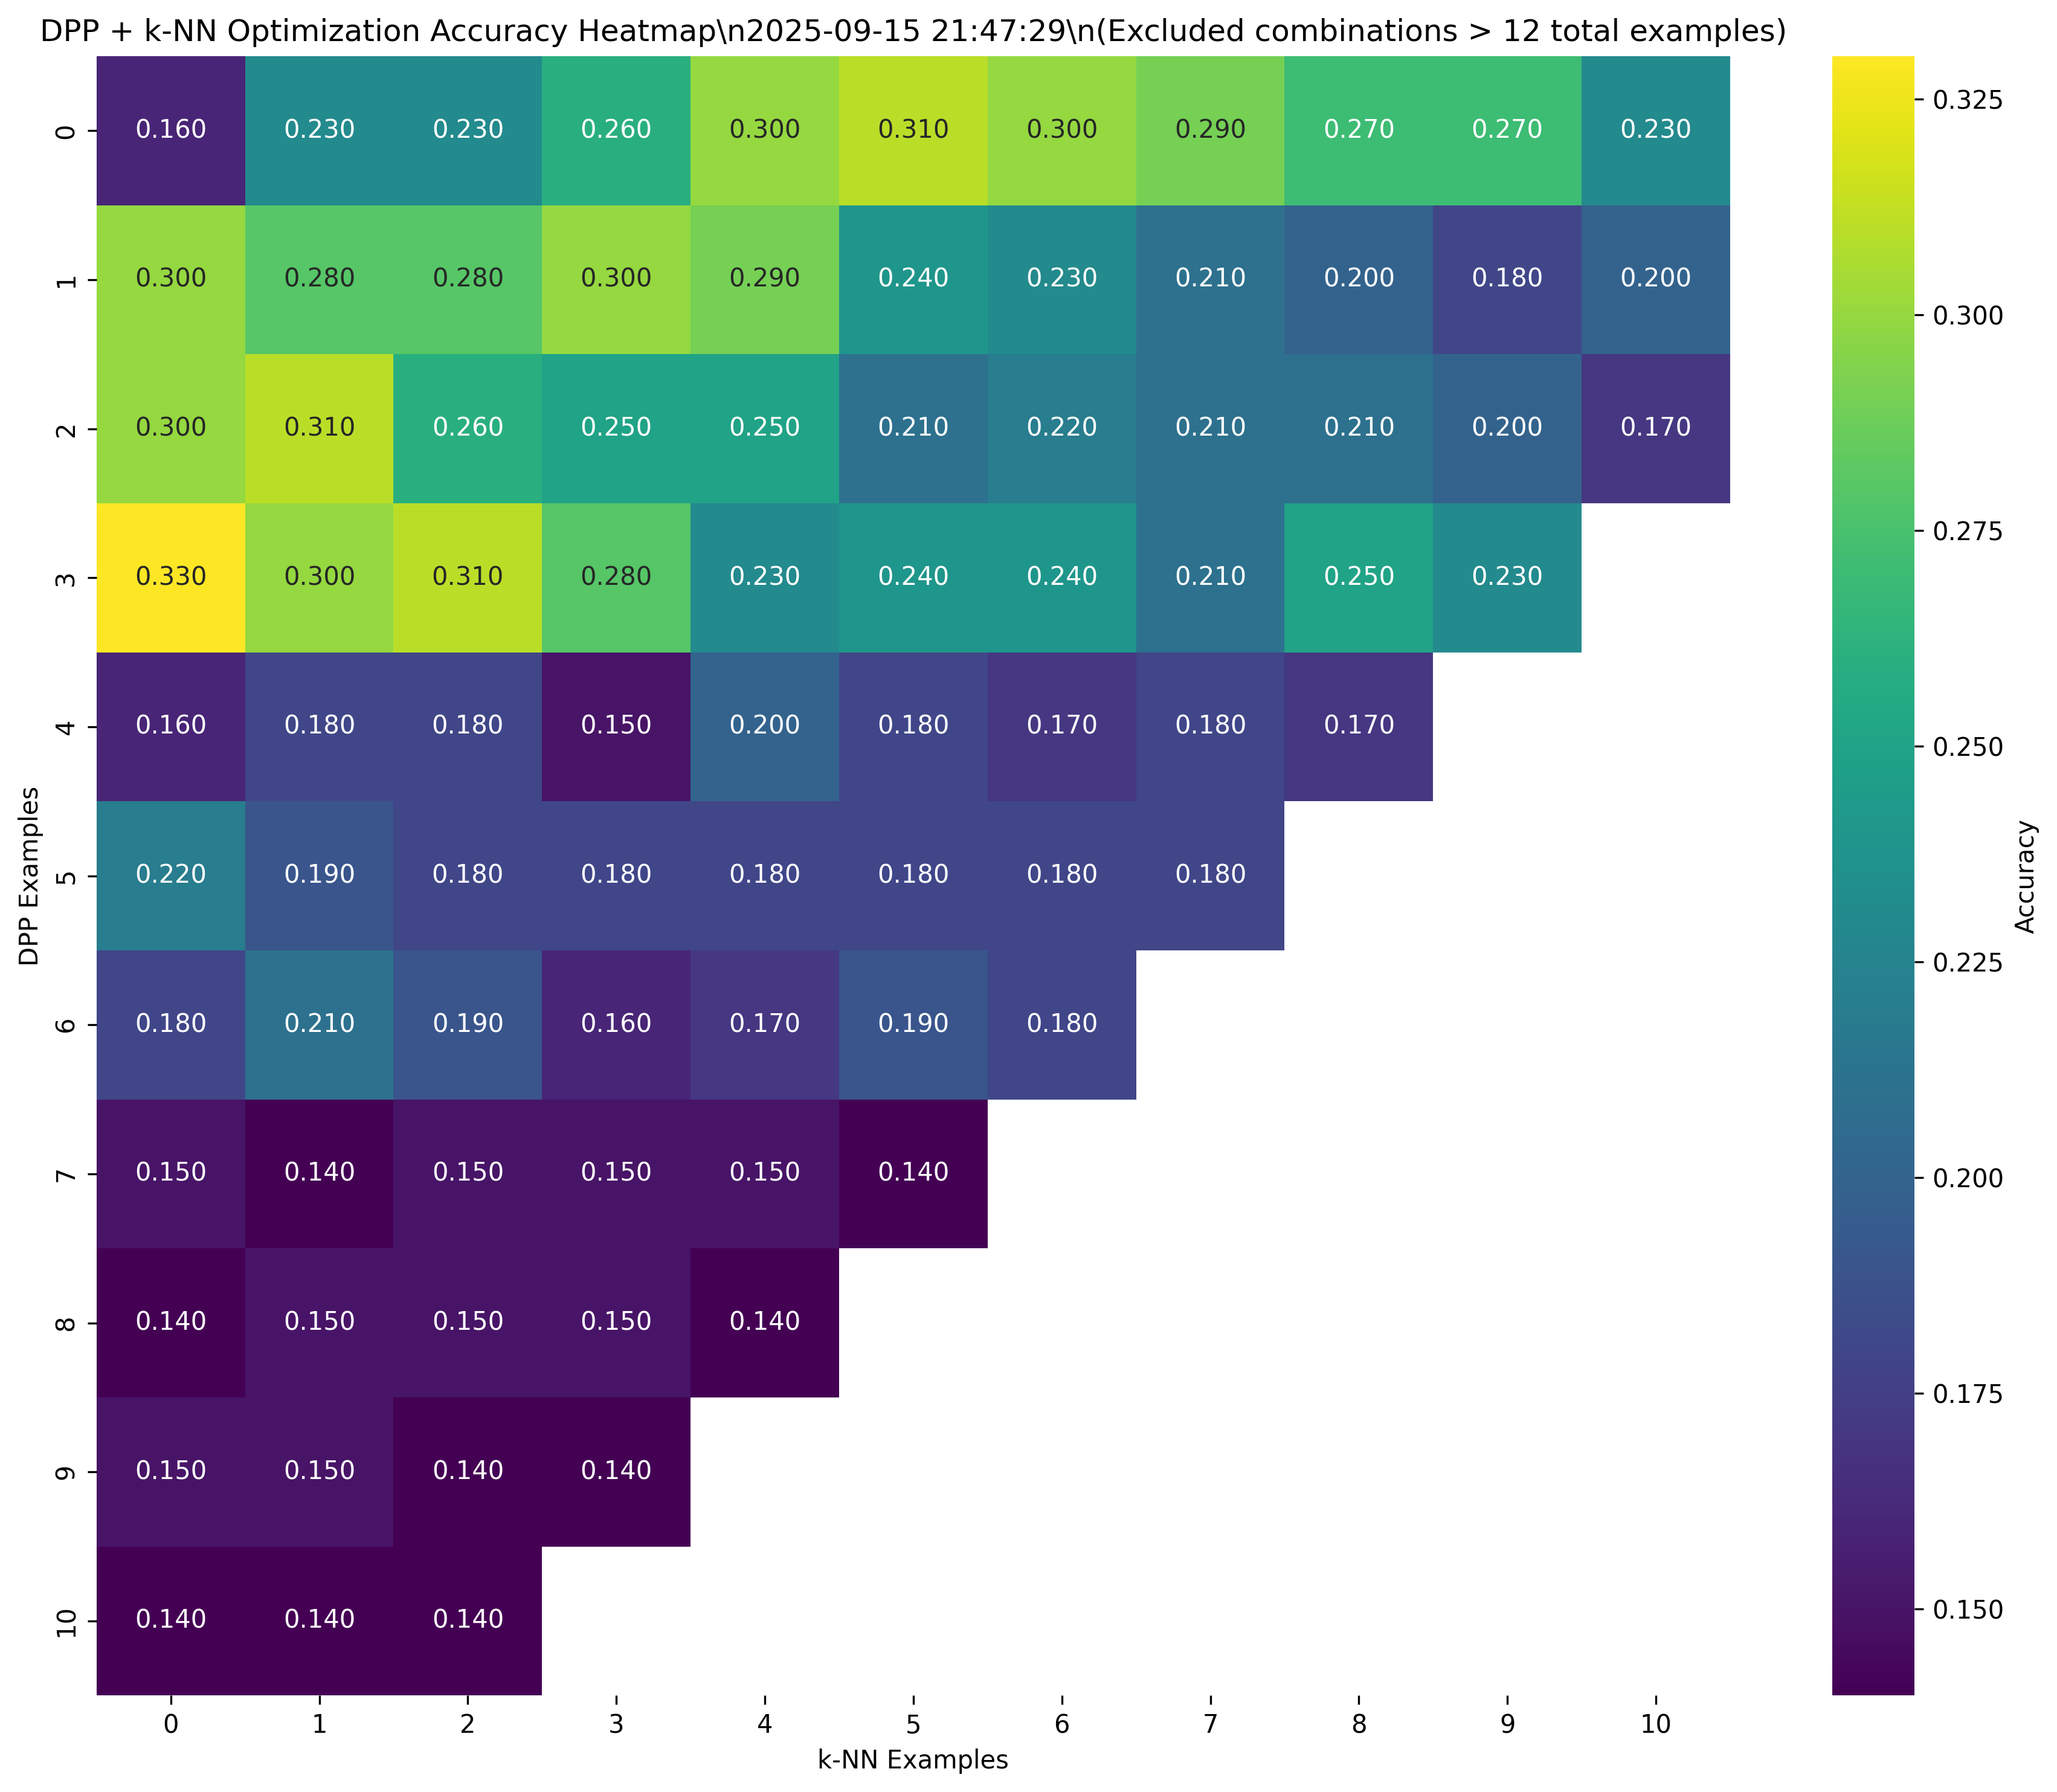 DPP + k-NN Optimization Accuracy Heatmap\n2025-09-15 21:47:29\n(Excluded combinations > 12 total examples)
0 0.160 0.230 0.230 0.260 0.300 0.310 0.300 0.290 0.270 0.270 0.230
1 0.300 0.280 0.280 0.300 0.290 0.240 0.230 0.210 0.200 0.180 0.200
2 0.300 0.310 0.260 0.250 0.250 0.210 0.220 0.210 0.210 0.200 0.170
3 0.330 0.300 0.310 0.280 0.230 0.240 0.240 0.210 0.250 0.230
4 0.160 0.180 0.180 0.150 0.200 0.180 0.170 0.180 0.170
5 0.220 0.190 0.180 0.180 0.180 0.180 0.180 0.180
6 0.180 0.210 0.190 0.160 0.170 0.190 0.180
7 0.150 0.140 0.150 0.150 0.150 0.140
8 0.140 0.150 0.150 0.150 0.140
9 0.150 0.150 0.140 0.140
10 0.140 0.140 0.140
0 1 2 3 4 5 6 7 8 9 10
k-NN Examples
DPP Examples
0.325
0.300
0.275
0.250
0.225
0.200
0.175
0.150
Accuracy